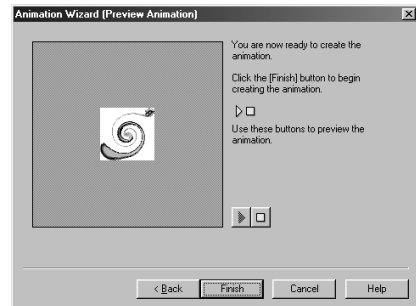 Animation Wizard (Preview Animation)
You are now ready to create the
animation.
Click the [Finish] button to begin
creating the animation.
Use these buttons to preview the
animation.
< Back
Finish
Cancel
Help